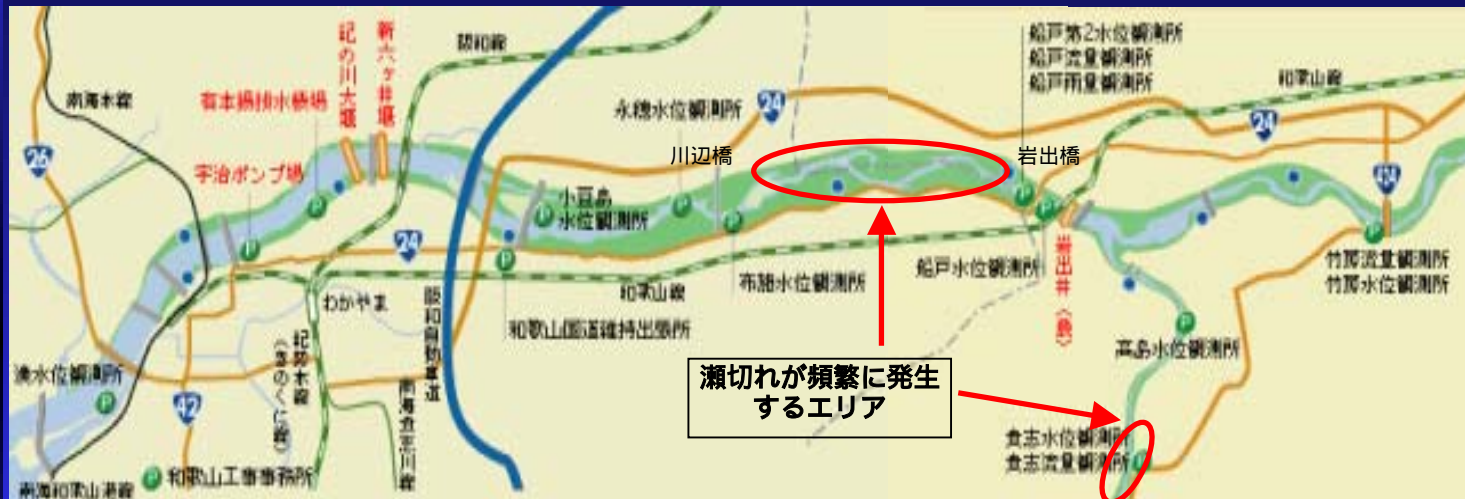 南海本線
26
有本揚排水機場
宇治ポンプ場
紀の川大堰
新六ヶ井堰
阪和線
永穂水位観測所
24
川辺橋
小豆島
水位観測所
24
わかやま
紀勢本線
(きのくに線)
阪和自動車道
南海貴志川線
和歌山国道維持出張所
和歌山線
布施水位観測所
船戸第2水位観測所
船戸流量観測所
船戸雨量観測所
岩出橋
和歌山線
24
424
船戸水位観測所
岩出井(堰)
竹房流量観測所
竹房水位観測所
高島水位観測所
瀬切れが頻繁に発生
するエリア
貴志水位観測所
貴志流量観測所
湊水位観測所
42
和歌山工事事務所
南海和歌山港線